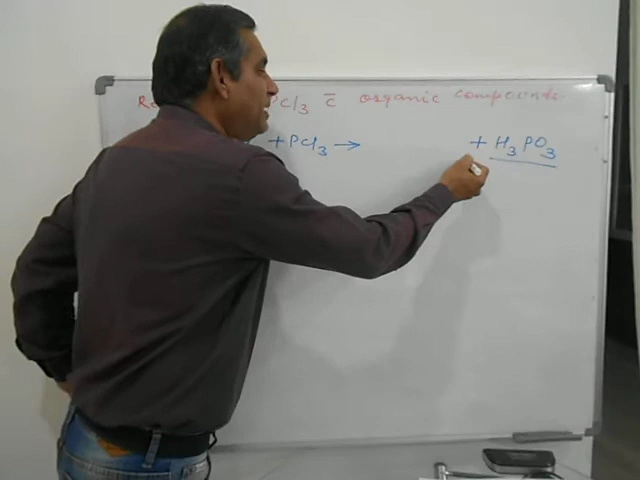 PCl3 c̄ organic compounds
+ PCl3 → + H3PO3